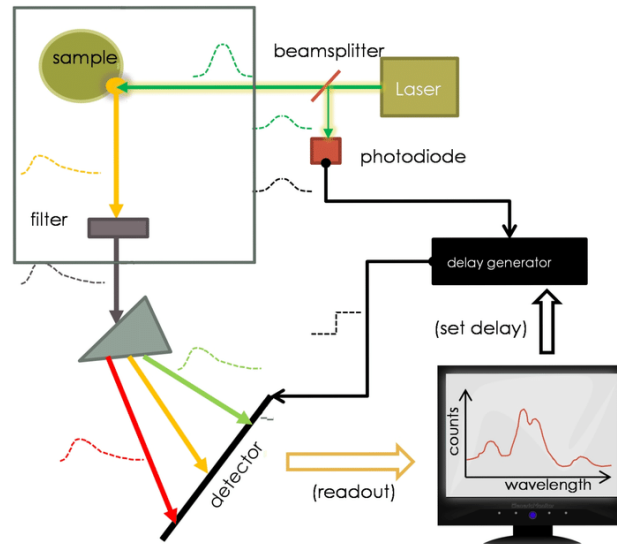 sample
beamsplitter
Laser
photodiode
filter
delay generator
(set delay)
counts
wavelength
detector
(readout)